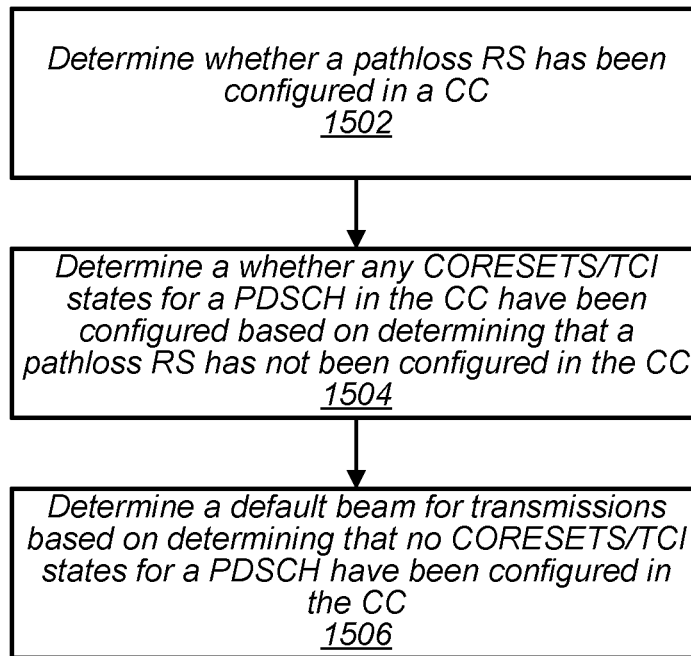 Determine whether a pathloss RS has been
configured in a CC
1502
Determine a whether any CORESETS/TCI
states for a PDSCH in the CC have been
configured based on determining that a
pathloss RS has not been configured in the CC
1504
Determine a default beam for transmissions
based on determining that no CORESETS/TCI
states for a PDSCH have been configured in
the CC
1506